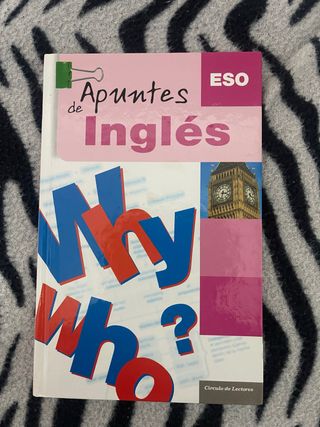 ESO
Apuntes
de
Inglés
Why
Who
?
Círculo de Lectores